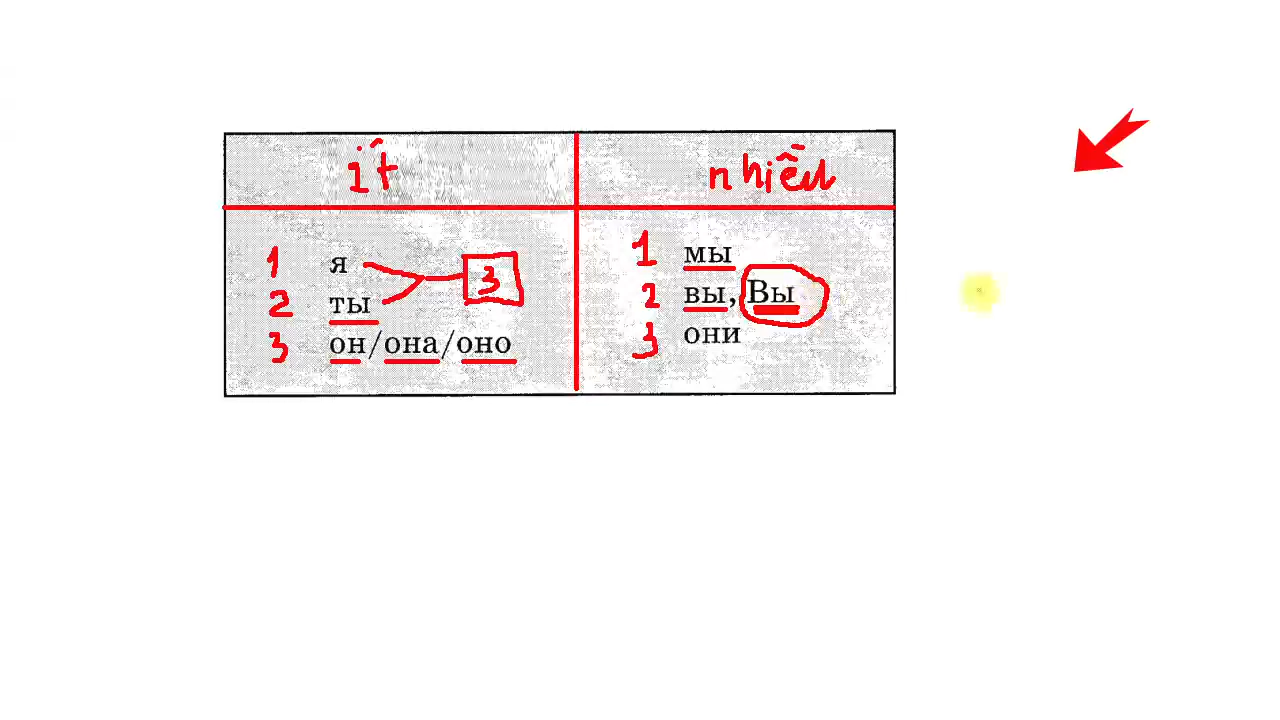 ít nhiều
1 я 3 1 мы
2 ты 2 вы, Вы
3 он/она/оно 3 они